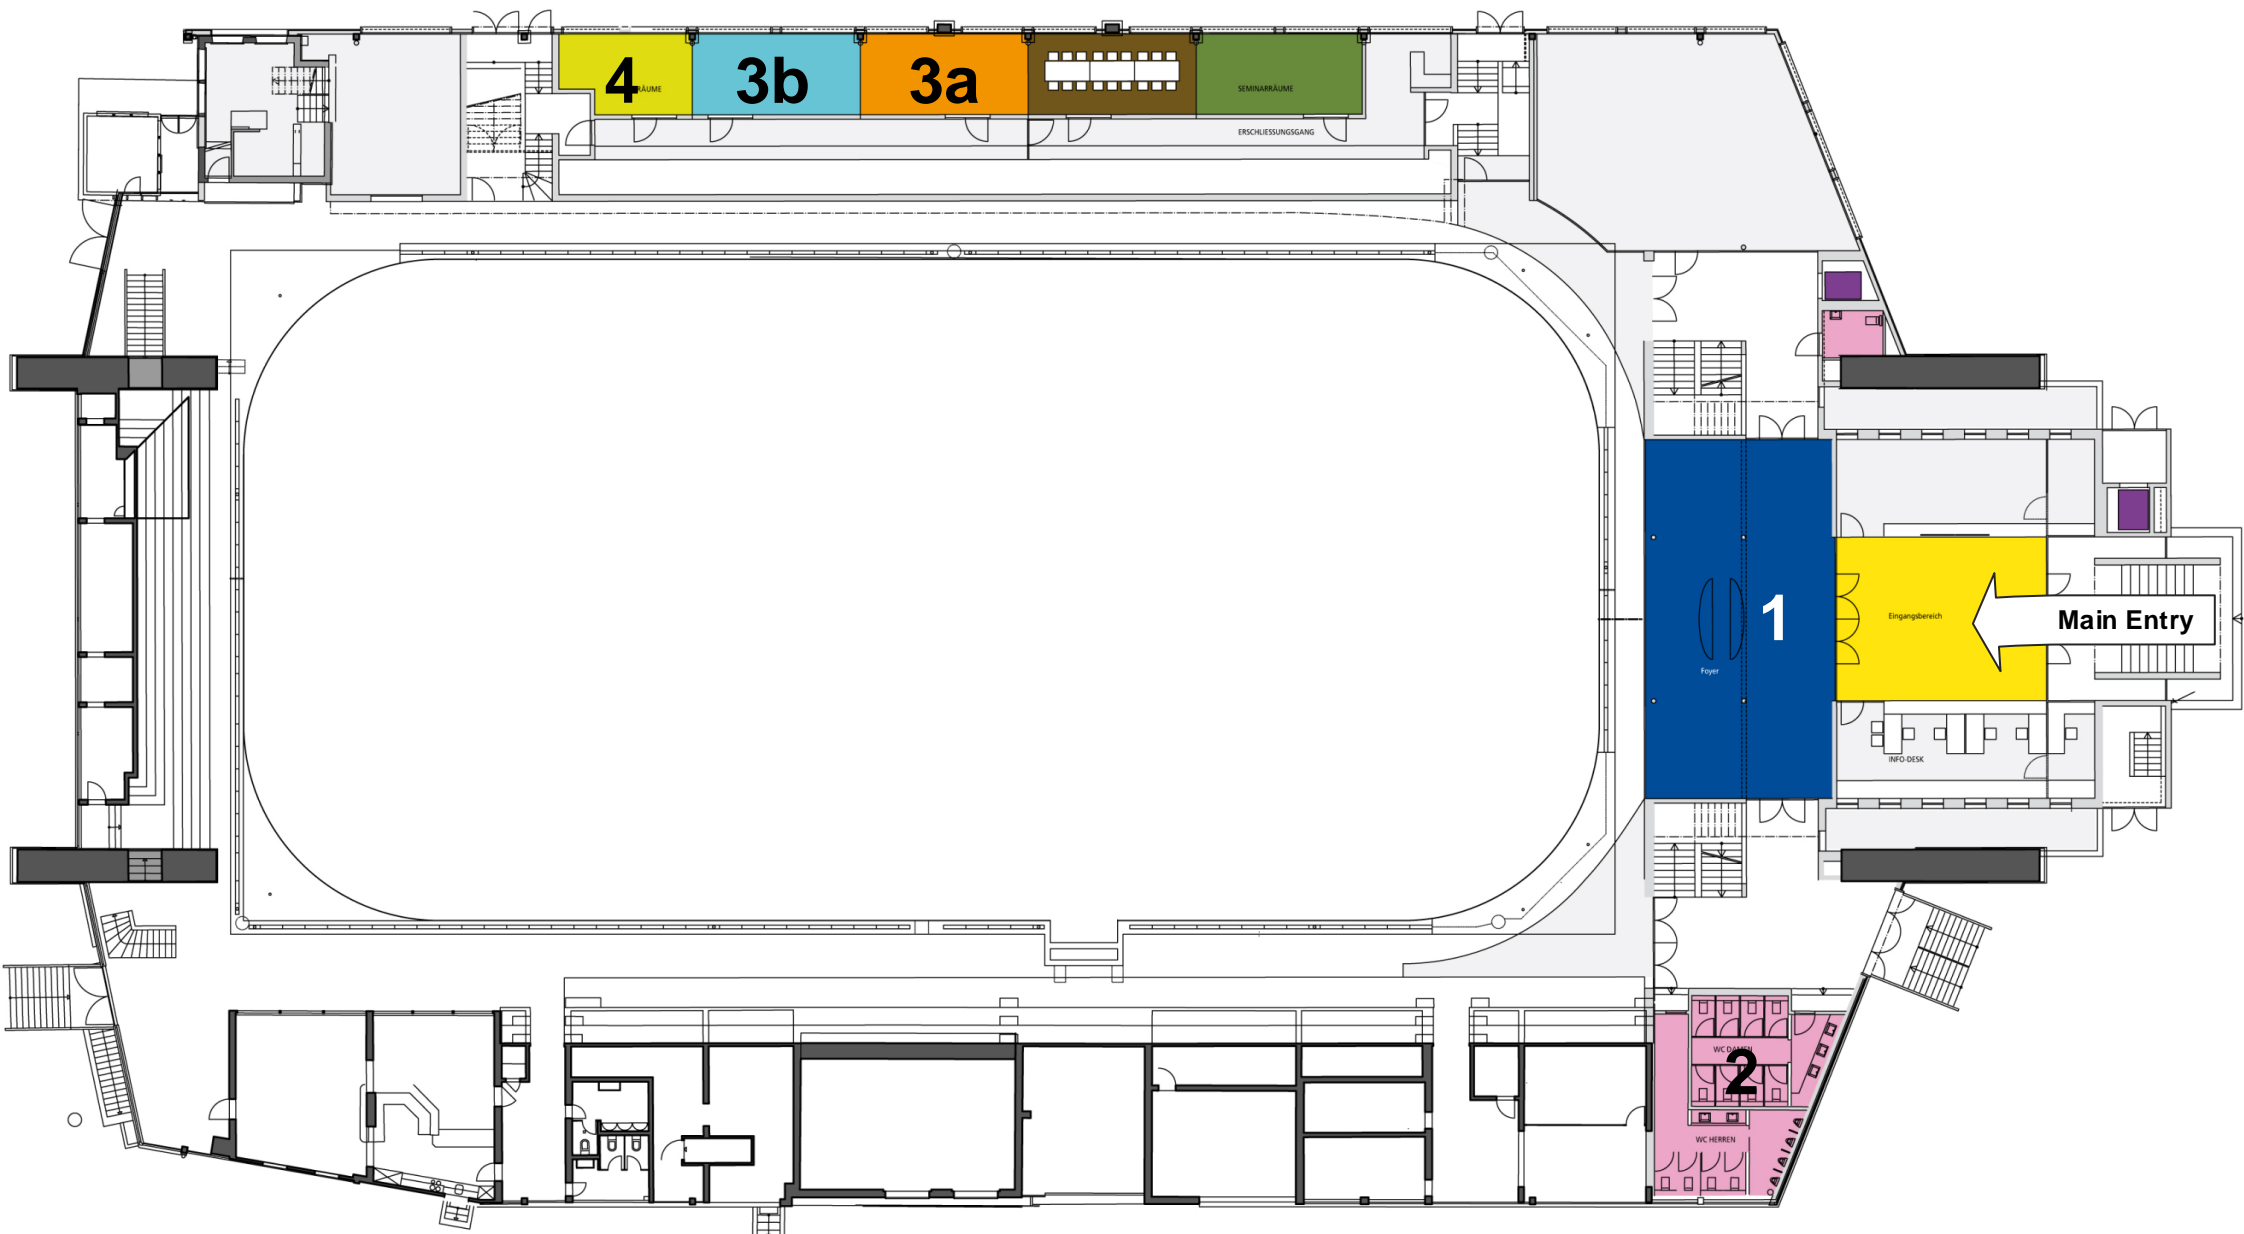 4
RÄUME
3b
3a
SEMINARRÄUME
ERSCHLIESSUNGSGANG
1
Foyer
Eingangsbereich
Main Entry
INFO-DESK
WC DAMEN
2
WC HERREN